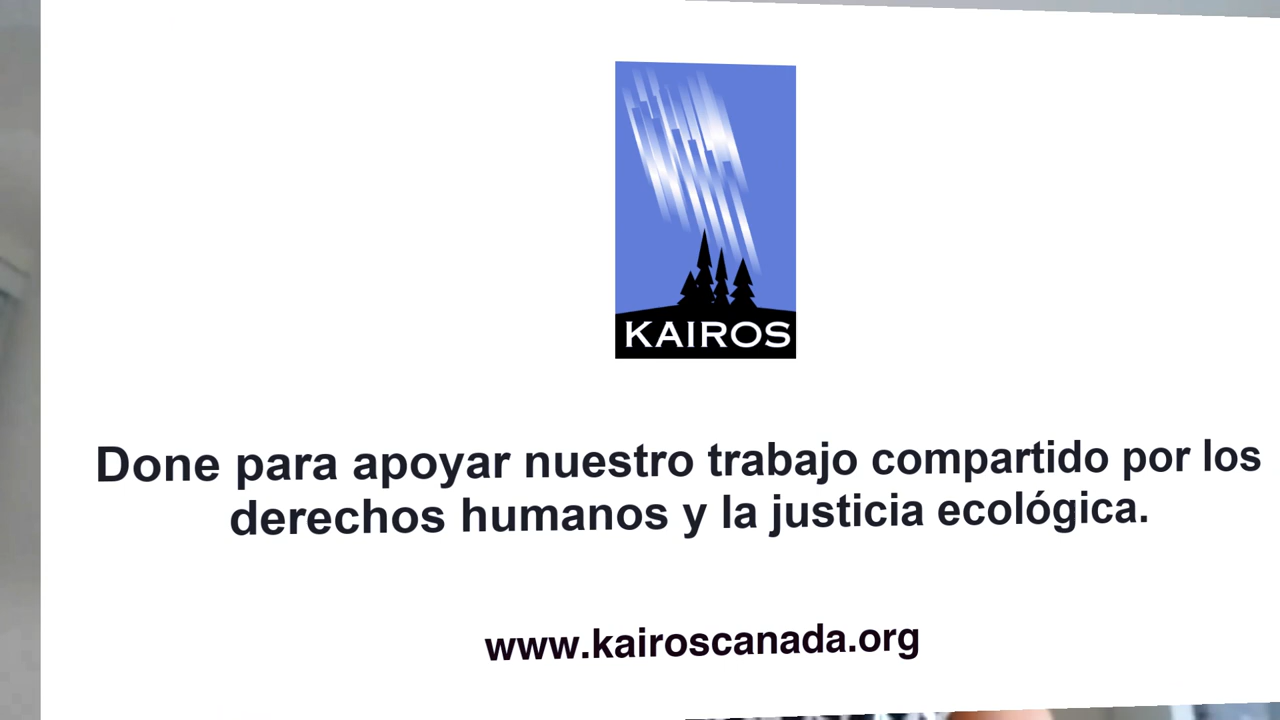 KAIROS
Done para apoyar nuestro trabajo compartido por los
derechos humanos y la justicia ecológica.
www.kairoscanada.org